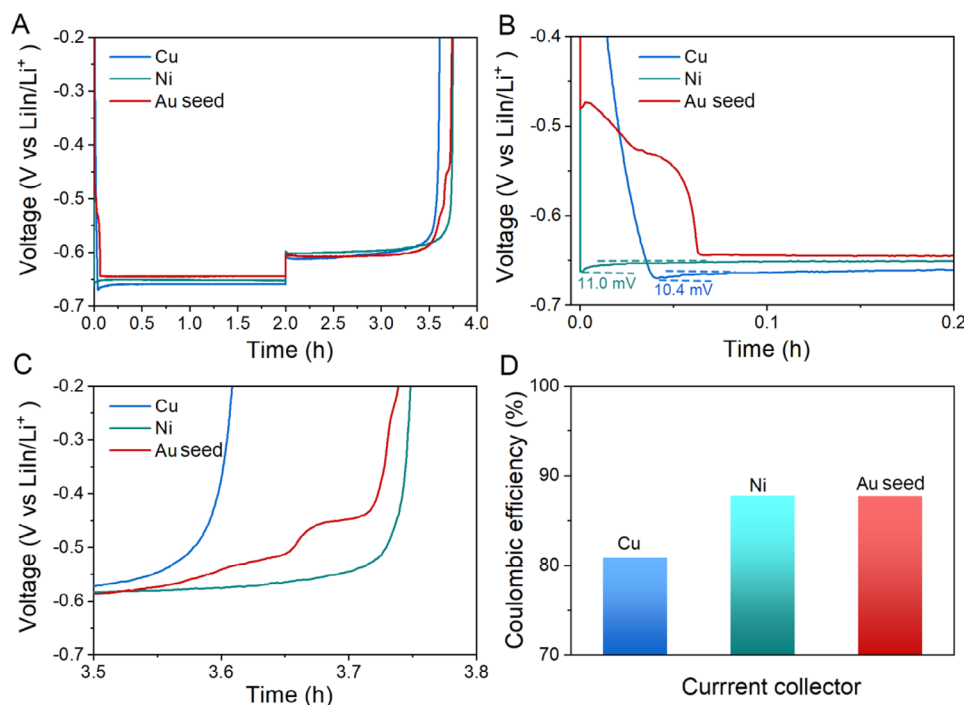 A
Voltage (V vs LiIn/Li⁺)
-0.2
-0.3
-0.4
-0.5
-0.6
-0.7
Cu
Ni
Au seed
0.0 0.5 1.0 1.5 2.0 2.5 3.0 3.5 4.0
Time (h)
B
Voltage (V vs LiIn/Li⁺)
-0.4
-0.5
-0.6
-0.7
Cu
Ni
Au seed
11.0 mV
10.4 mV
0.0 0.1 0.2
Time (h)
C
Voltage (V vs LiIn/Li⁺)
-0.2
-0.3
-0.4
-0.5
-0.6
-0.7
Cu
Ni
Au seed
3.5 3.6 3.7 3.8
Time (h)
D
Coulombic efficiency (%)
100
90
80
70
Cu
Ni
Au seed
Currrent collector